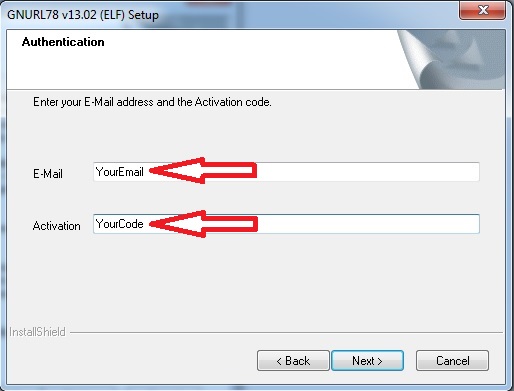 GNURL78 v13.02 (ELF) Setup
Authentication
Enter your E-Mail address and the Activation code.
E-Mail YourEmail
Activation YourCode
InstallShield
< Back Next > Cancel